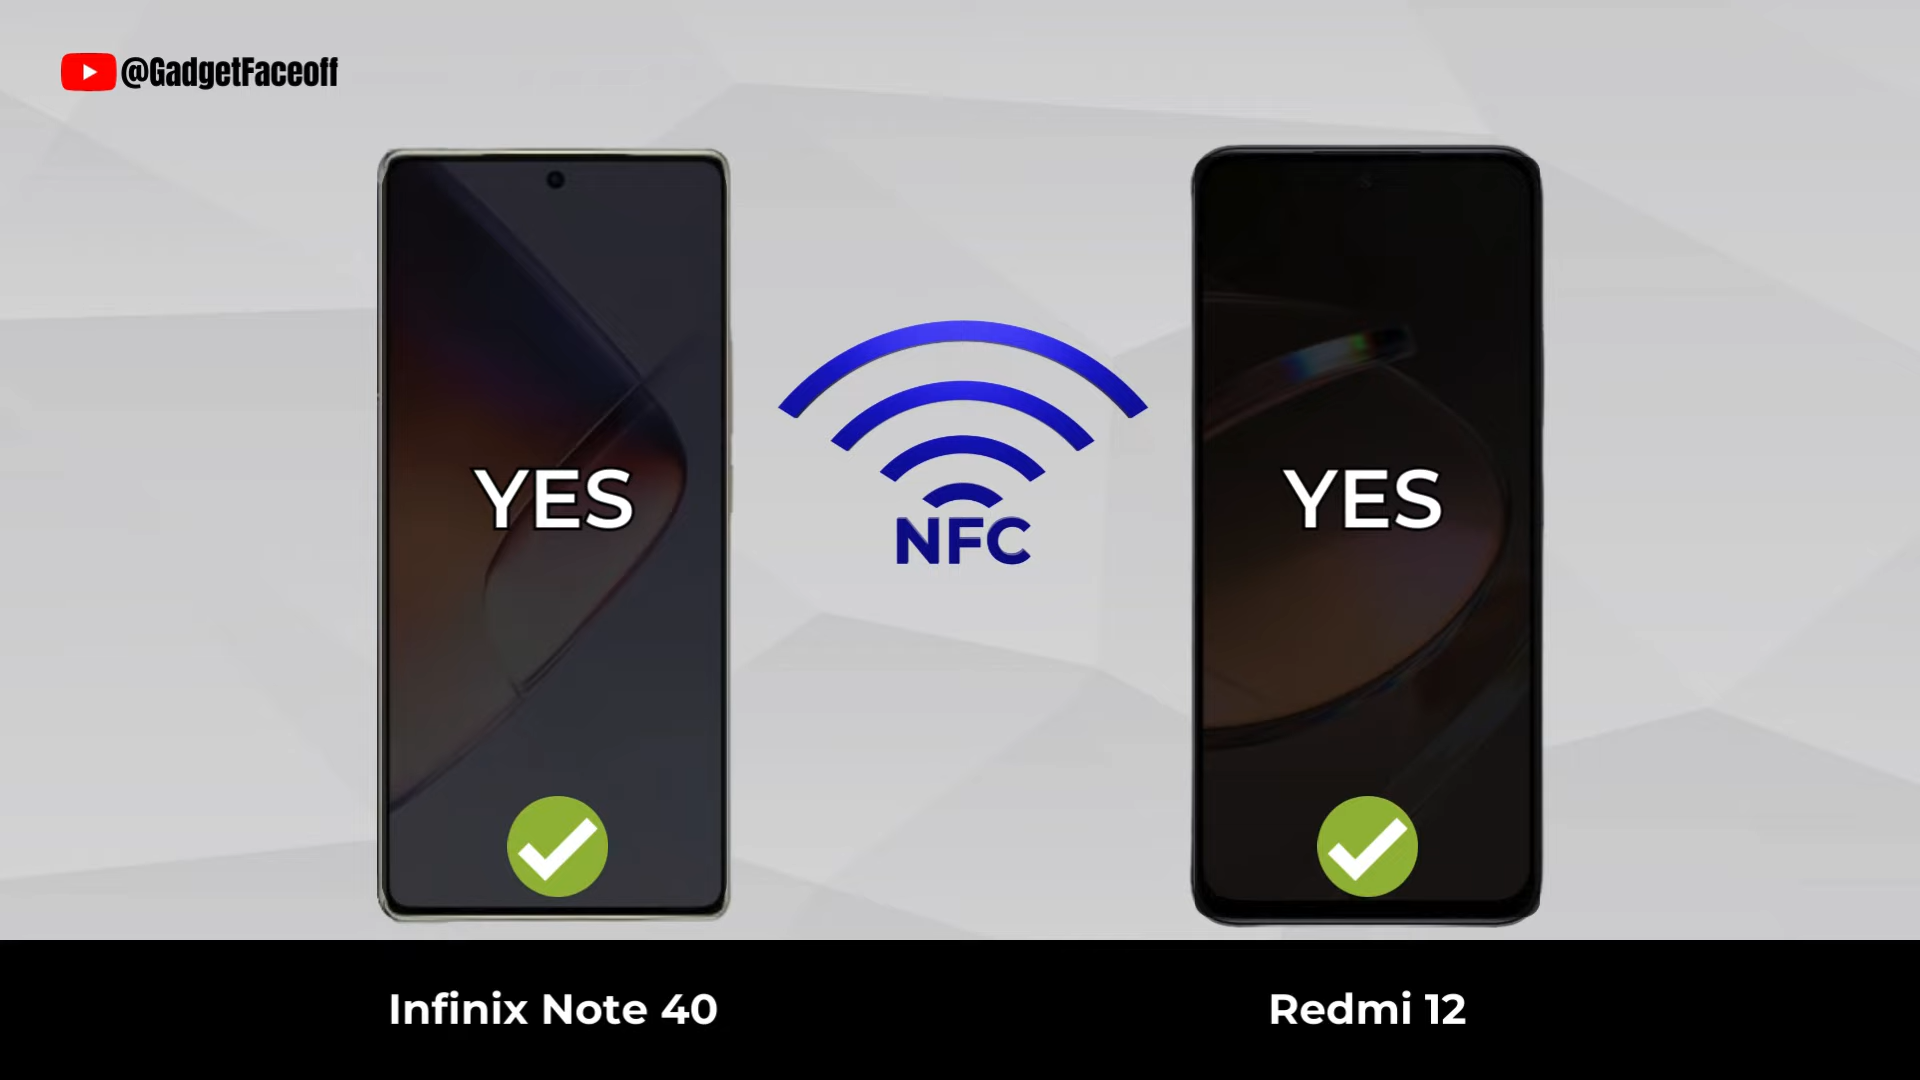 @GadgetFaceoff
YES
NFC
YES
Infinix Note 40
Redmi 12